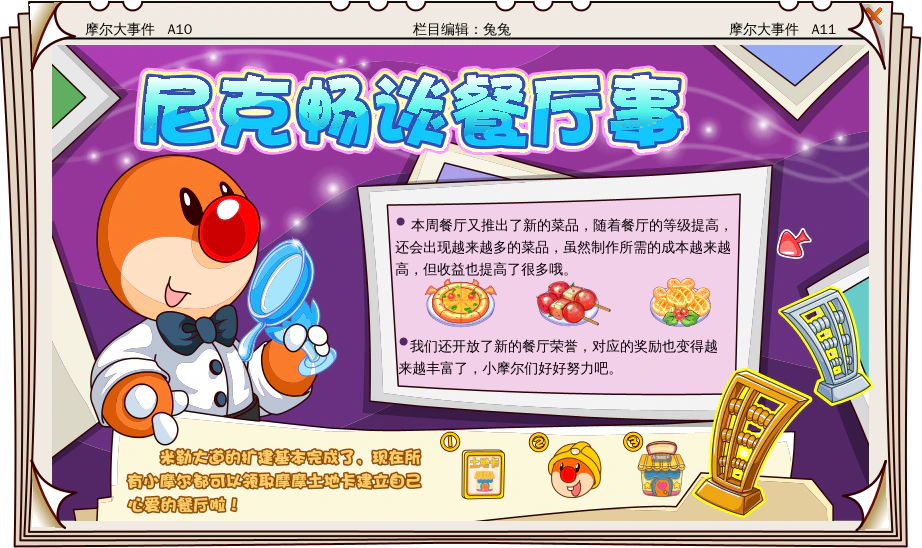 摩尔大事件 A10
栏目编辑：兔兔
摩尔大事件 A11
尼克畅谈餐厅事
本周餐厅又推出了新的菜品，随着餐厅的等级提高，
还会出现越来越多的菜品，虽然制作所需的成本越来越
高，但收益也提高了很多哦。
我们还开放了新的餐厅荣誉，对应的奖励也变得越
来越丰富了，小摩尔们好好努力吧。
米勒大道的扩建基本完成了，现在所
有小摩尔都可以领取摩摩土地卡建立自己
心爱的餐厅啦！
① ② ③
土地卡